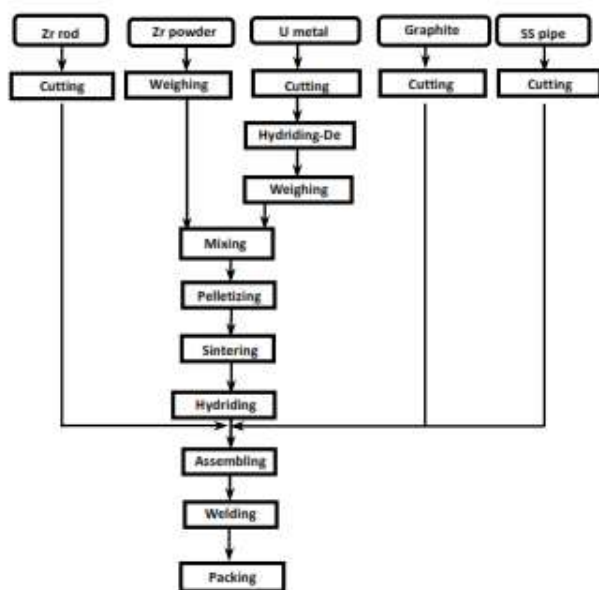 Zr rod
Zr powder
U metal
Graphite
SS pipe
Cutting
Weighing
Cutting
Cutting
Cutting
Hydriding-De
Weighing
Mixing
Pelletizing
Sintering
Hydriding
Assembling
Welding
Packing